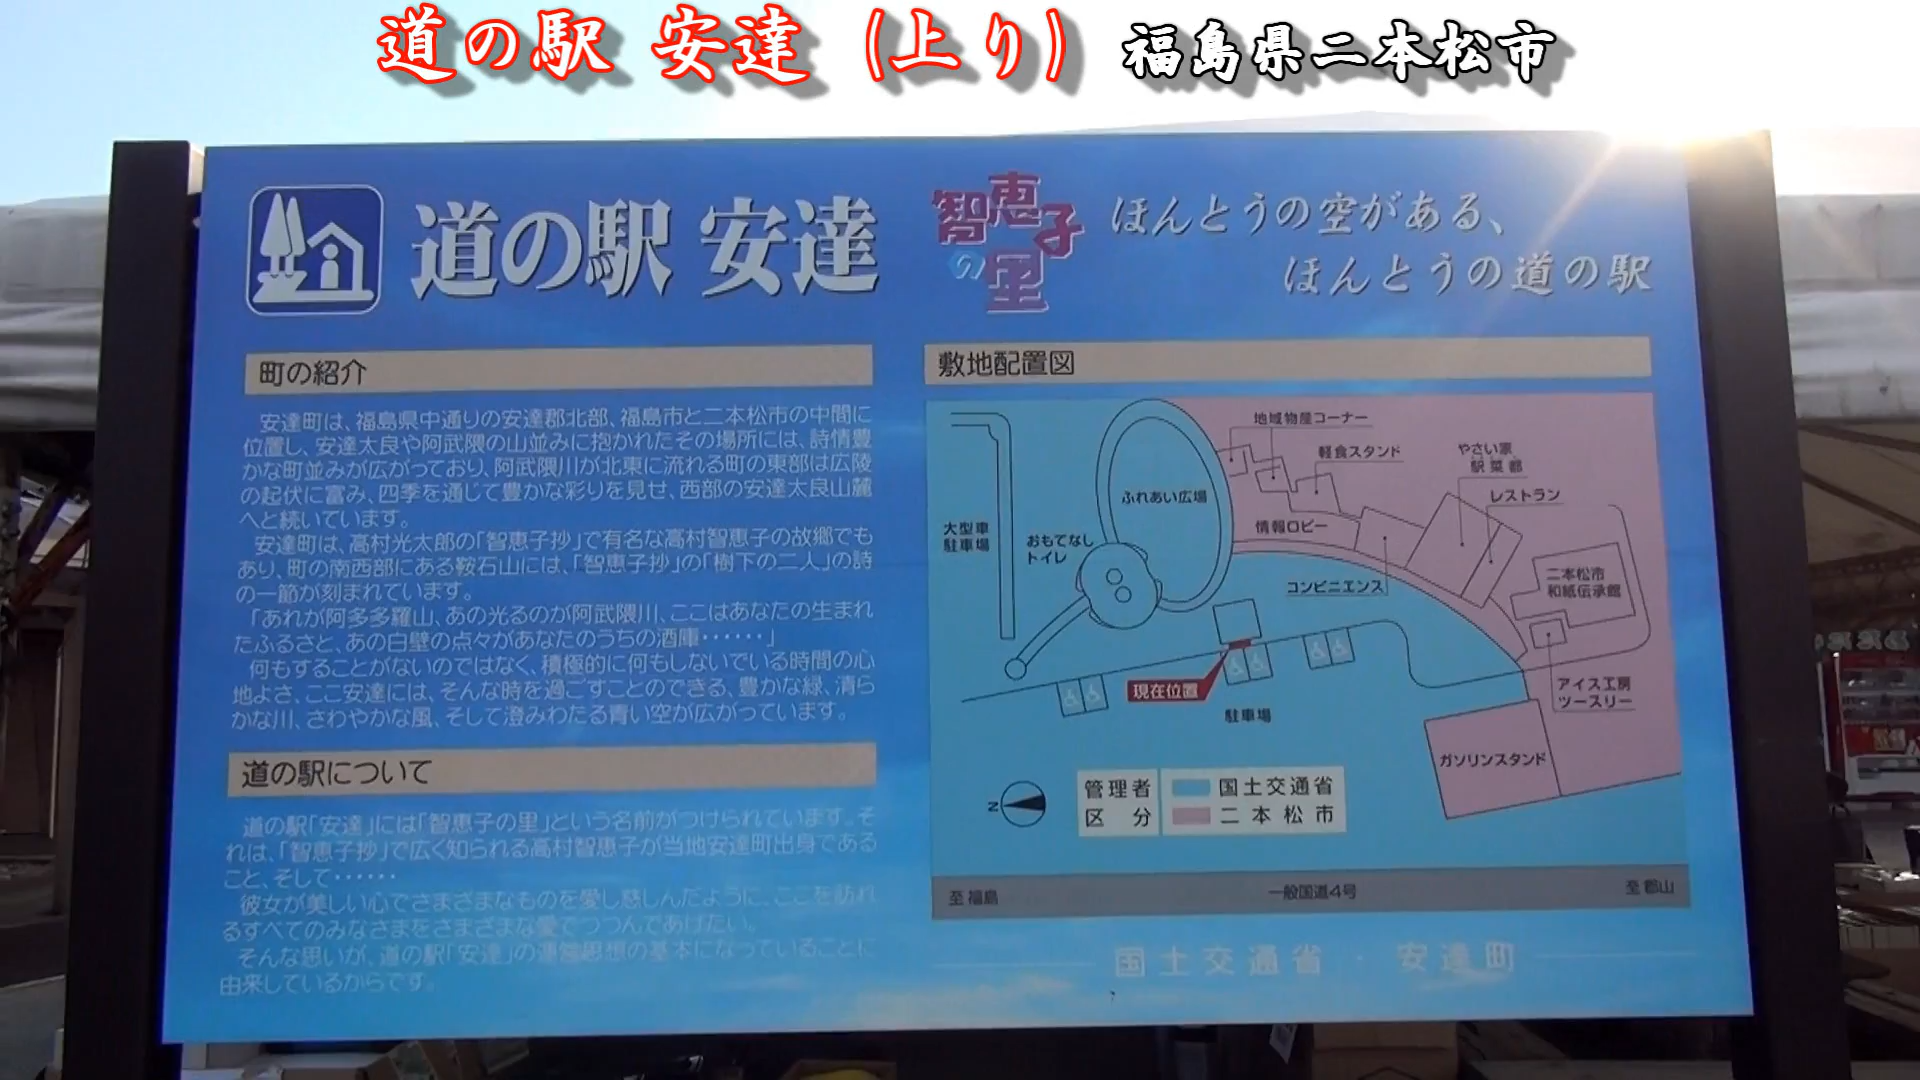 道の駅 安達（上り） 福島県二本松市
道の駅 安達
智恵子の里
ほんとうの空がある、
ほんとうの道の駅
町の紹介
安達町は、福島県中通りの安達郡北部、福島市と二本松市の中間に
位置し、安達太良や阿武隈の山並みに抱かれたその場所には、詩情豊
かな町並みが広がっており、阿武隈川が北東に流れる町の東部は広陵
の起伏に富み、四季を通じて豊かな彩りを見せ、西部の安達太良山麓
へと続いています。
安達町は、高村光太郎の「智恵子抄」で有名な高村智恵子の故郷でも
あり、町の南西部にある鞍石山には、「智恵子抄」の「樹下の二人」の詩
の一節が刻まれています。
「あれが阿多多羅山、あの光るのが阿武隈川、ここはあなたの生まれ
たふるさと、あの白壁の点々があなたのうちの酒庫‥‥‥」
何もすることがないのではなく、積極的に何もしないでいる時間の心
地よさ、ここ安達には、そんな時を過ごすことのできる、豊かな緑、清ら
かな川、さわやかな風、そして澄みわたる青い空が広がっています。
道の駅について
道の駅「安達」には「智恵子の里」という名前がつけられています。そ
れは、「智恵子抄」で広く知られる高村智恵子が当地安達町出身である
こと、そして‥‥‥
彼女が美しい心でさまざまなものを愛し慈しんだように、ここを訪れ
るすべてのみなさまをさまざまな愛でつつんであげたい。
そんな思いが、道の駅「安達」の運営思想の基本になっていることに
由来しているからです。
敷地配置図
地域物産コーナー
軽食スタンド
やさい家
駅菜都
レストラン
ふれあい広場
大型車
駐車場
おもてなし
トイレ
情報ロビー
コンビニエンス
二本松市
和紙伝承館
現在位置
駐車場
アイス工房
ツースリー
ガソリンスタンド
N
管理者
区分
国土交通省
二本松市
至福島
一般国道4号
至郡山
国土交通省・安達町